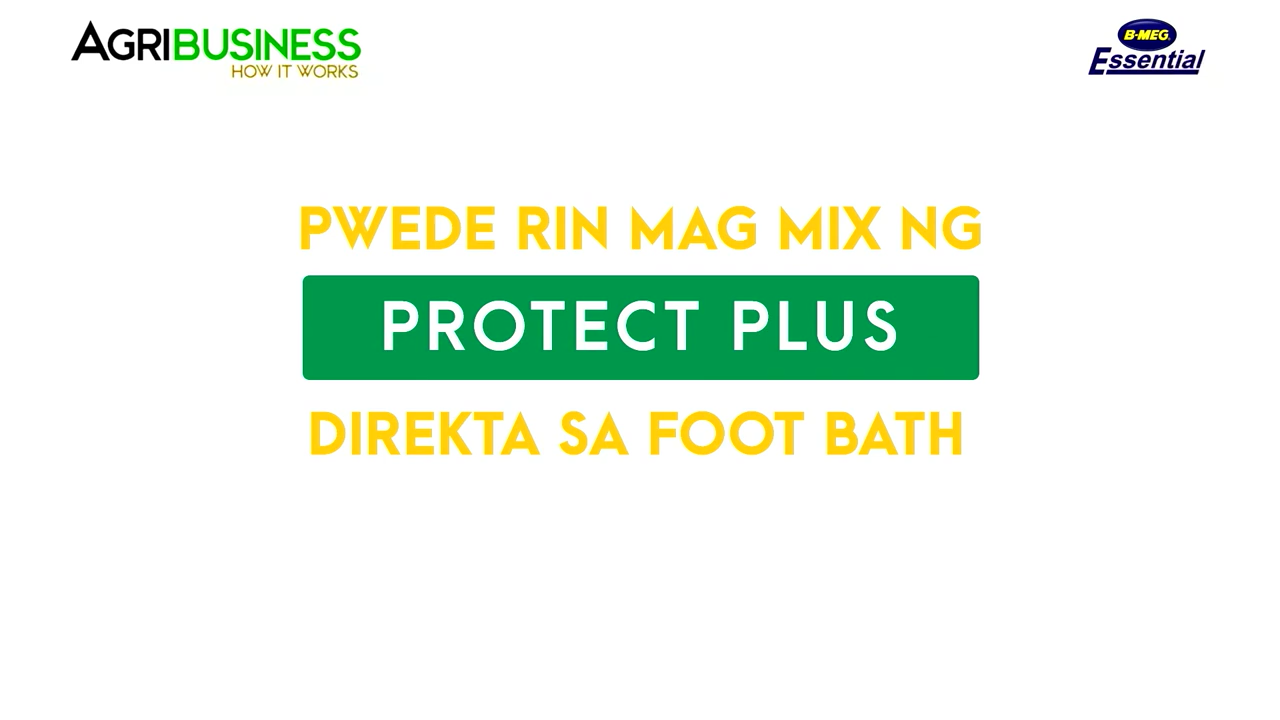 AGRIBUSINESS
HOW IT WORKS
B-MEG
Essential
PWEDE RIN MAG MIX NG
PROTECT PLUS
DIREKTA SA FOOT BATH